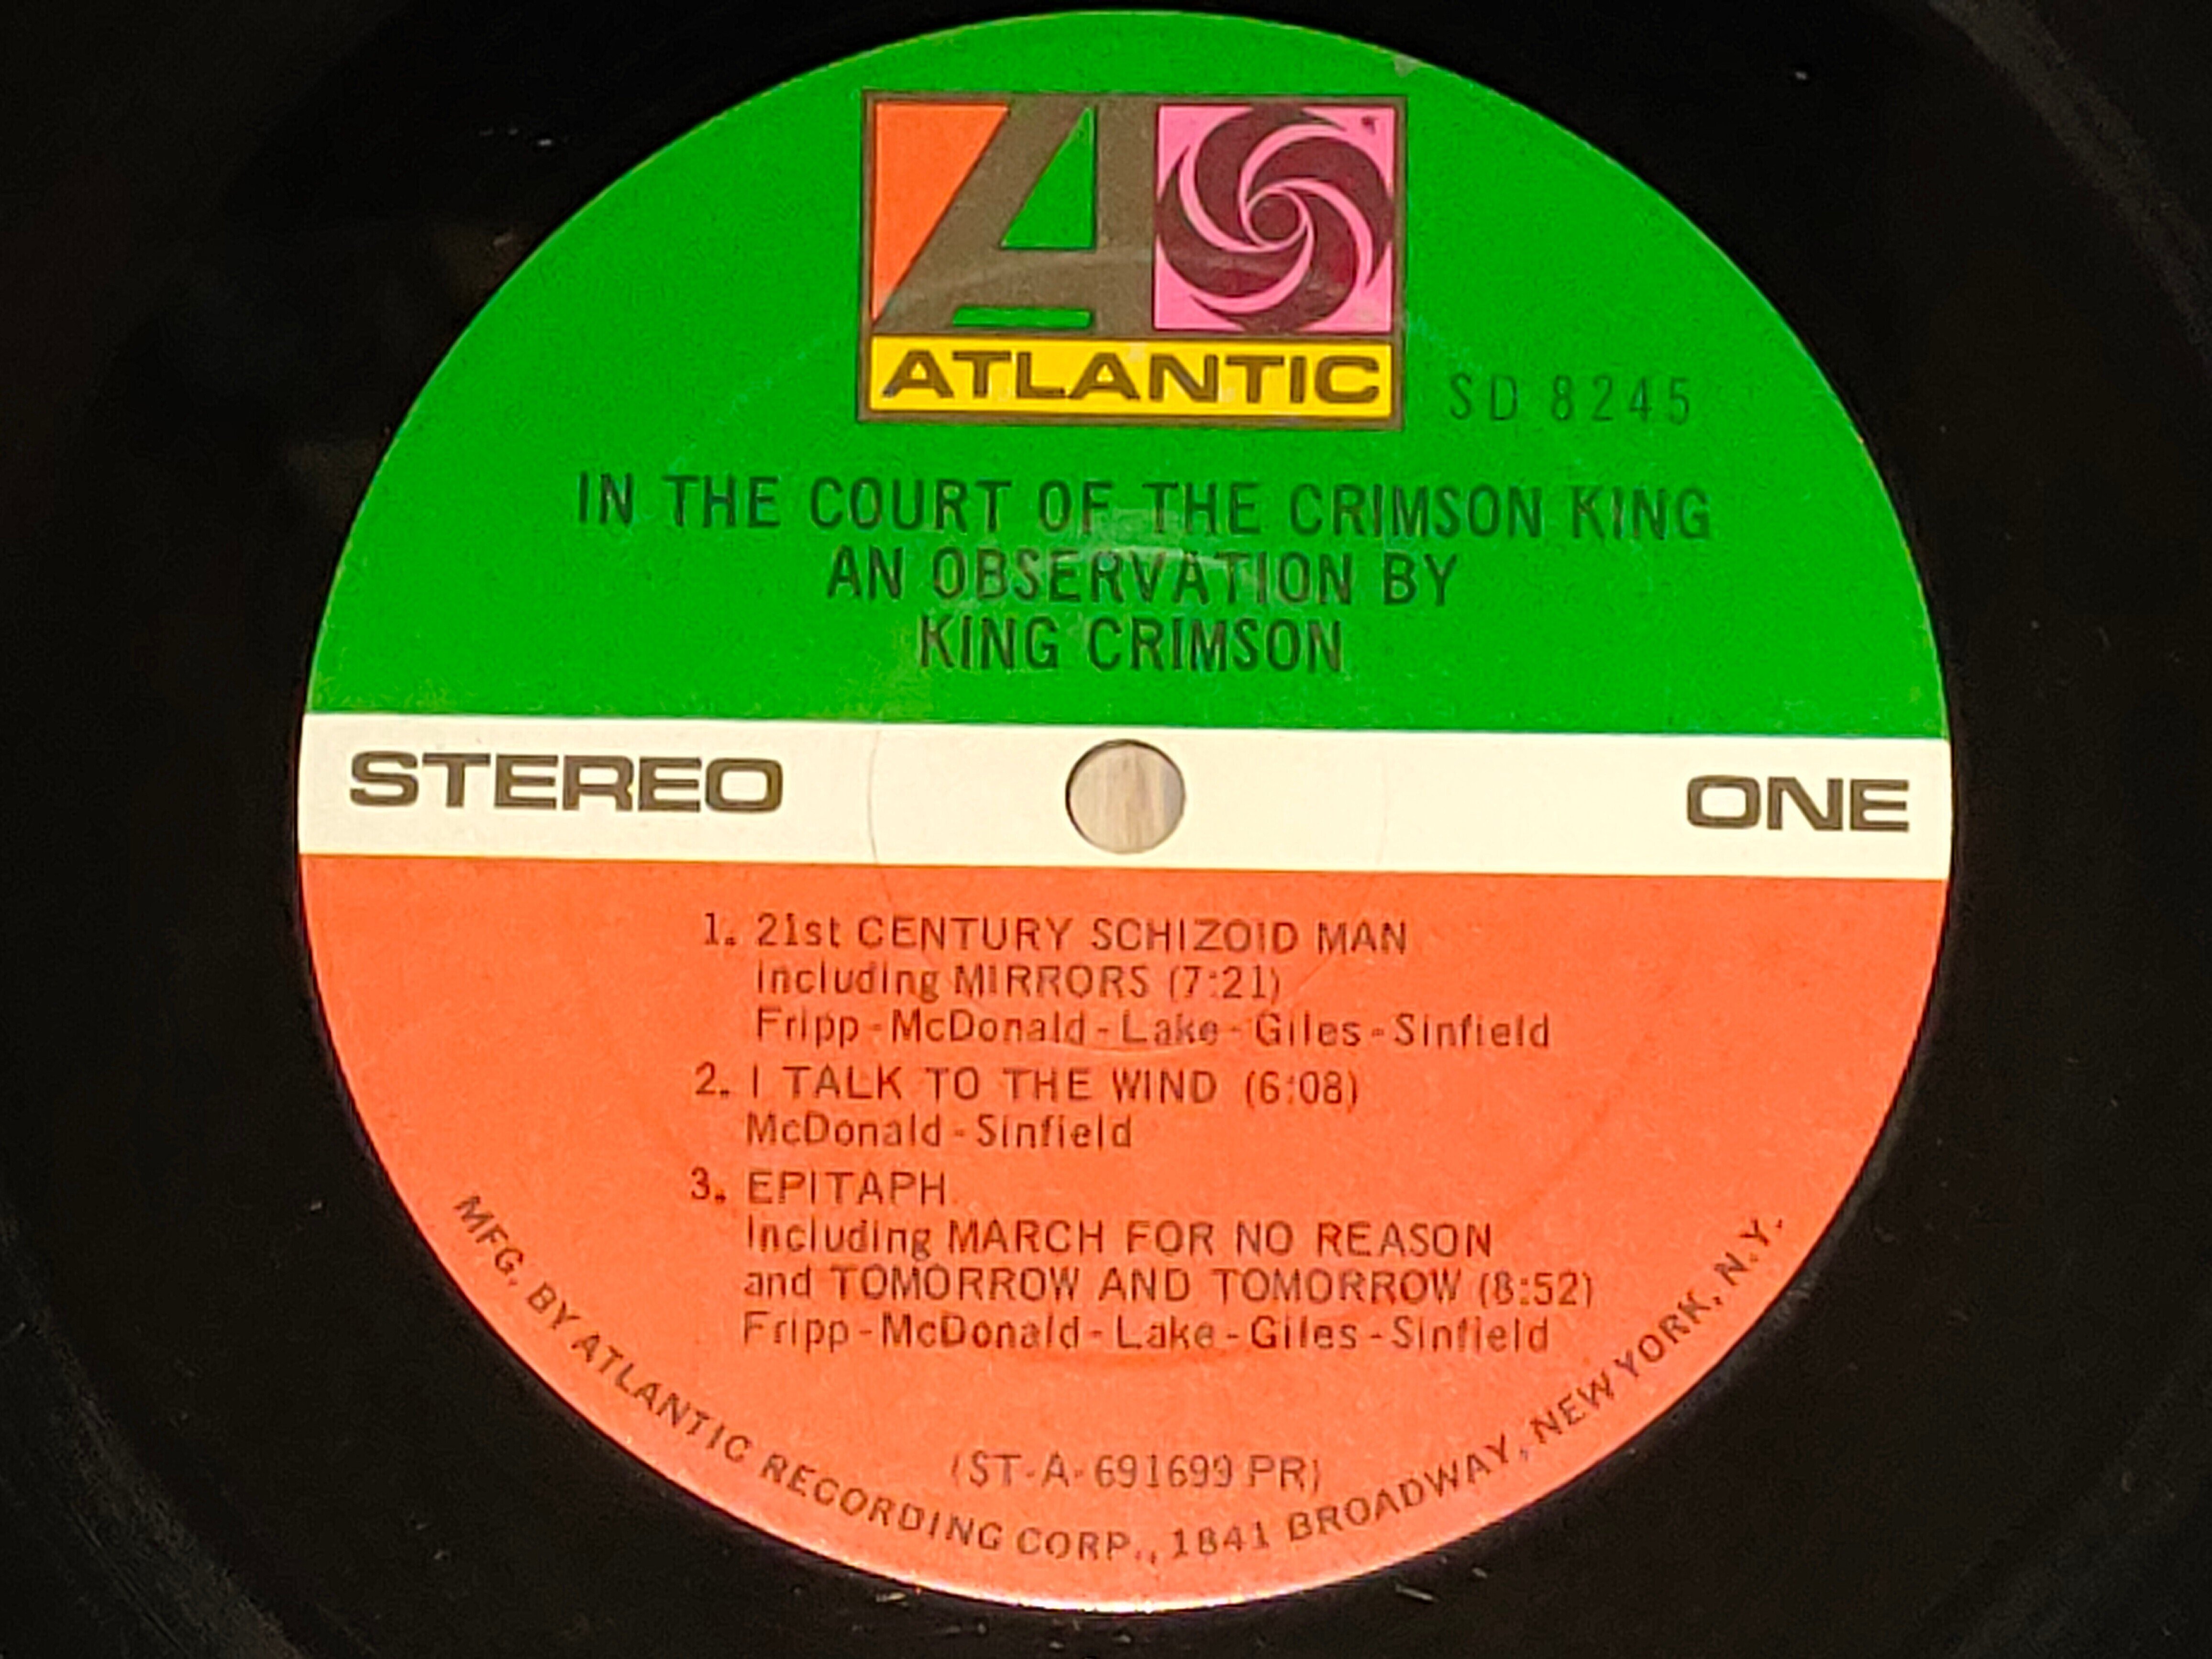 ATLANTIC
SD 8245
IN THE COURT OF THE CRIMSON KING
AN OBSERVATION BY
KING CRIMSON
STEREO
ONE
1. 21st CENTURY SCHIZOID MAN
including MIRRORS (7:21)
Fripp - McDonald - Lake - Giles - Sinfield
2. I TALK TO THE WIND (6:08)
McDonald - Sinfield
3. EPITAPH
including MARCH FOR NO REASON
and TOMORROW AND TOMORROW (8:52)
Fripp - McDonald - Lake - Giles - Sinfield
(ST-A-691699 PR)
MFG. BY ATLANTIC RECORDING CORP., 1841 BROADWAY, NEW YORK, N.Y.